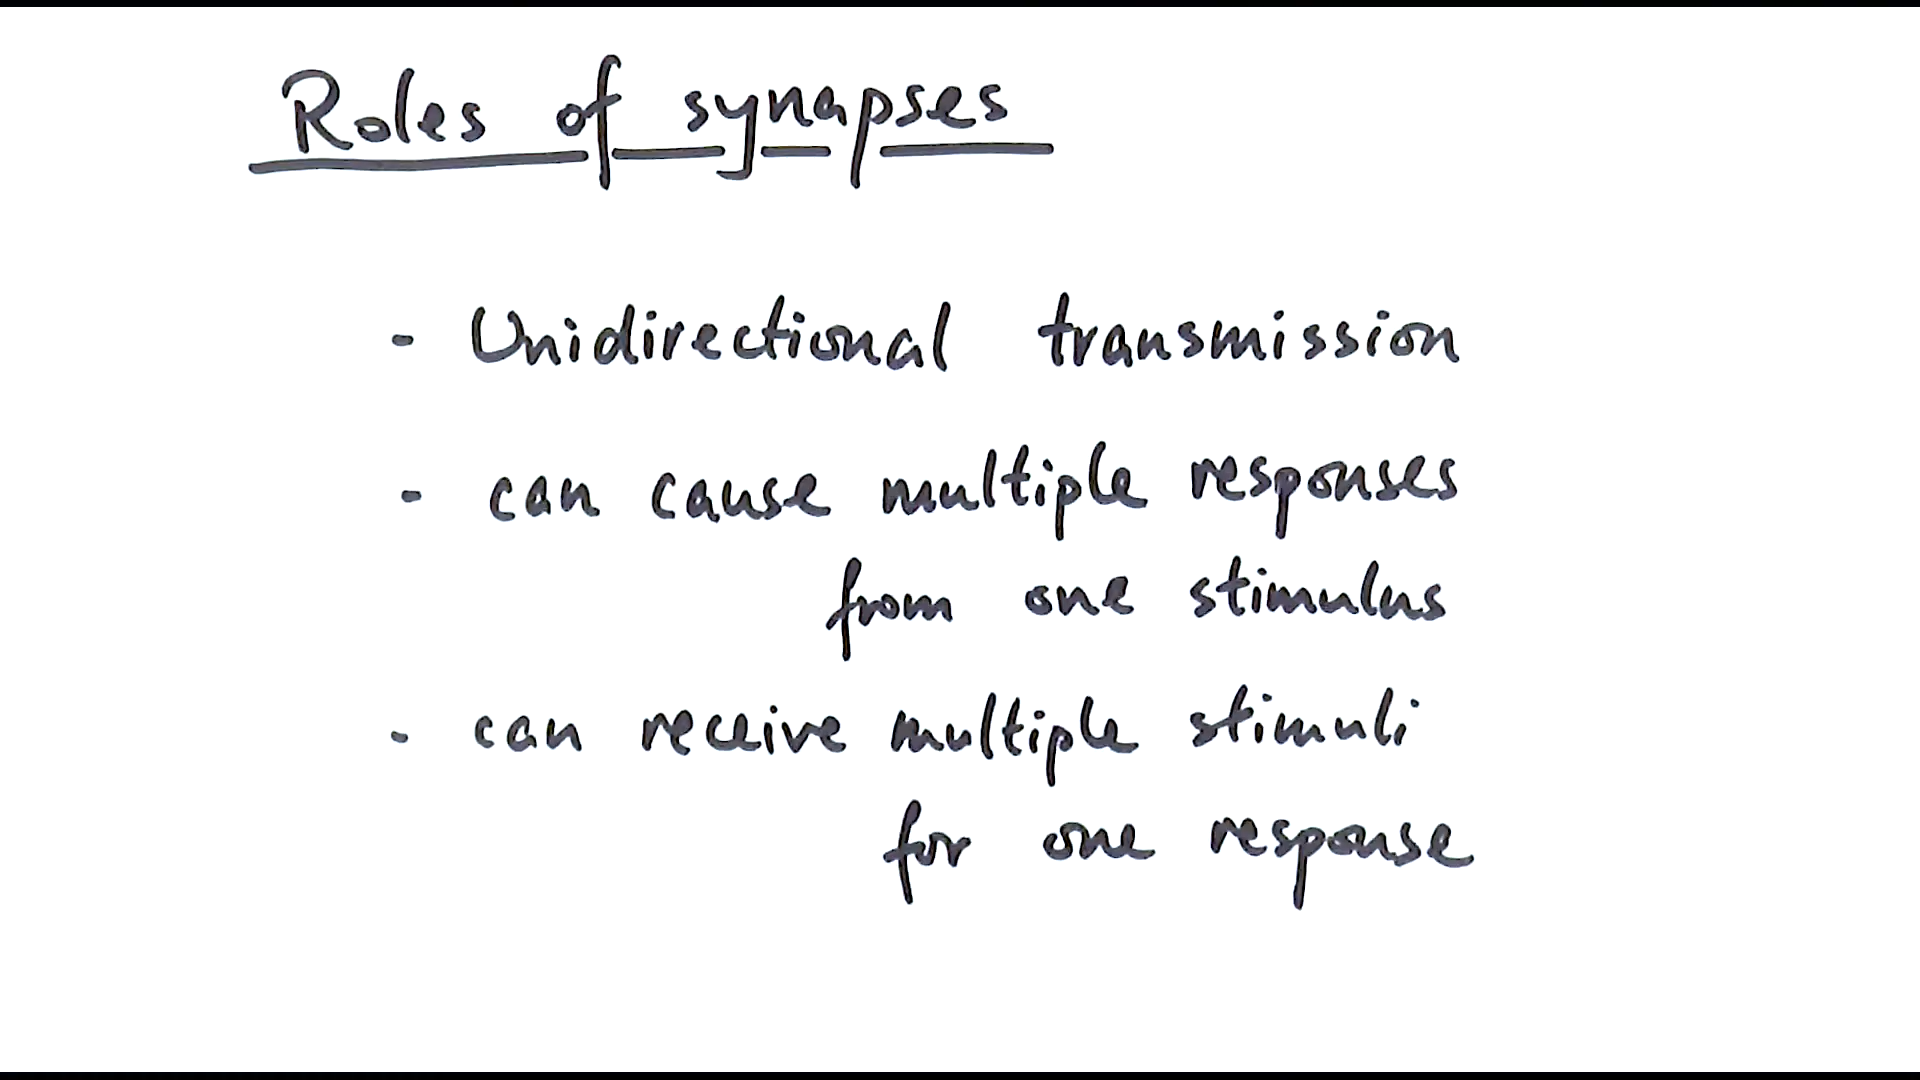 Roles of synapses
- Unidirectional transmission
- can cause multiple responses
from one stimulus
- can receive multiple stimuli
for one response